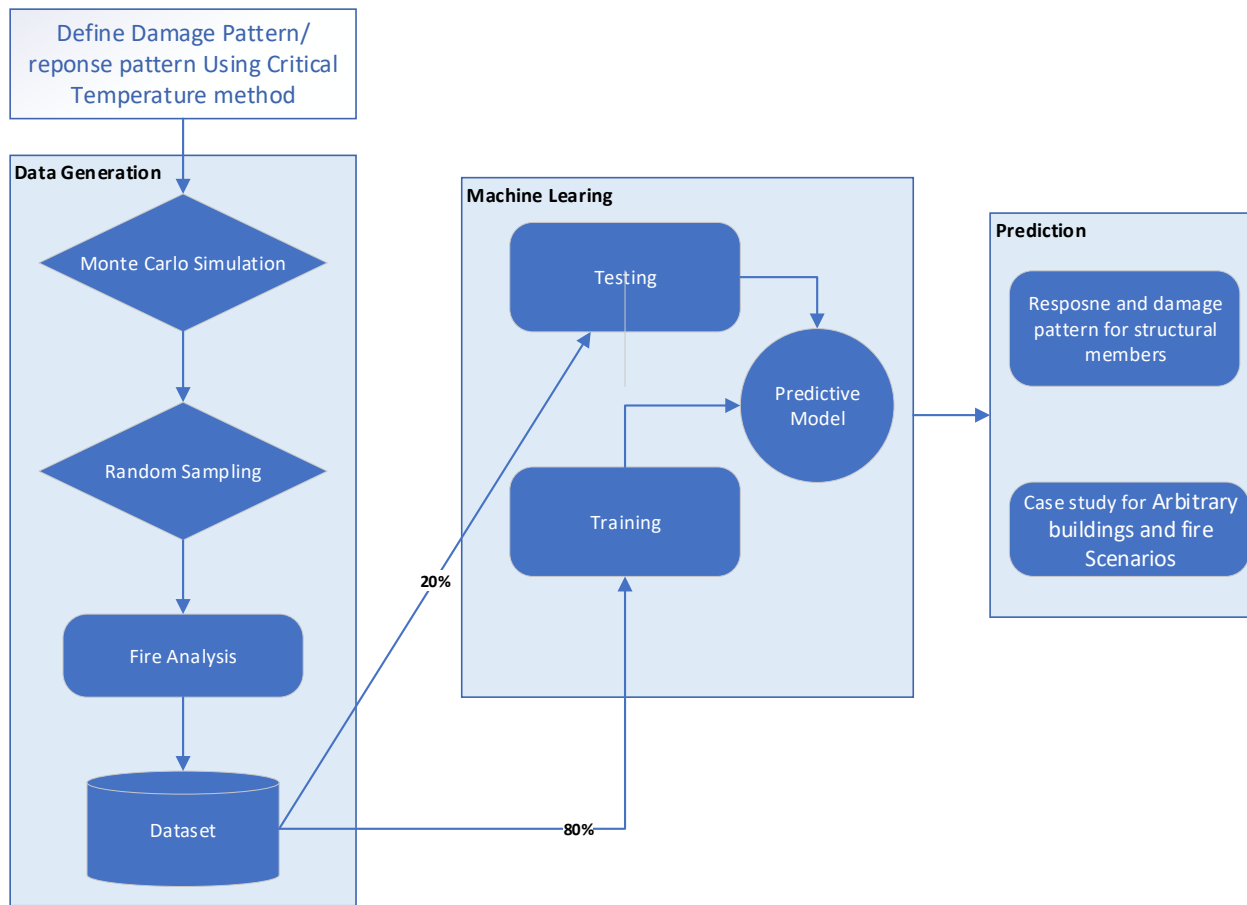 Define Damage Pattern/
reponse pattern Using Critical
Temperature method
Data Generation
Monte Carlo Simulation
Random Sampling
Fire Analysis
Dataset
20%
80%
Machine Learing
Testing
Predictive
Model
Training
Prediction
Resposne and damage
pattern for structural
members
Case study for Arbitrary
buildings and fire
Scenarios